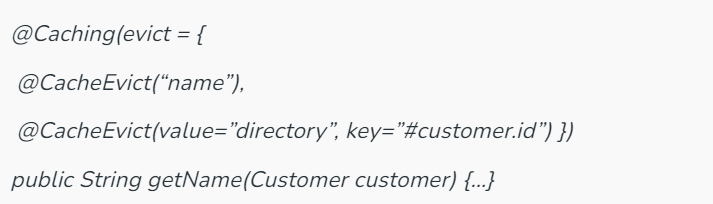 @Caching(evict = {
@CacheEvict(“name”),
@CacheEvict(value=”directory”, key=”#customer.id”) })
public String getName(Customer customer) {…}